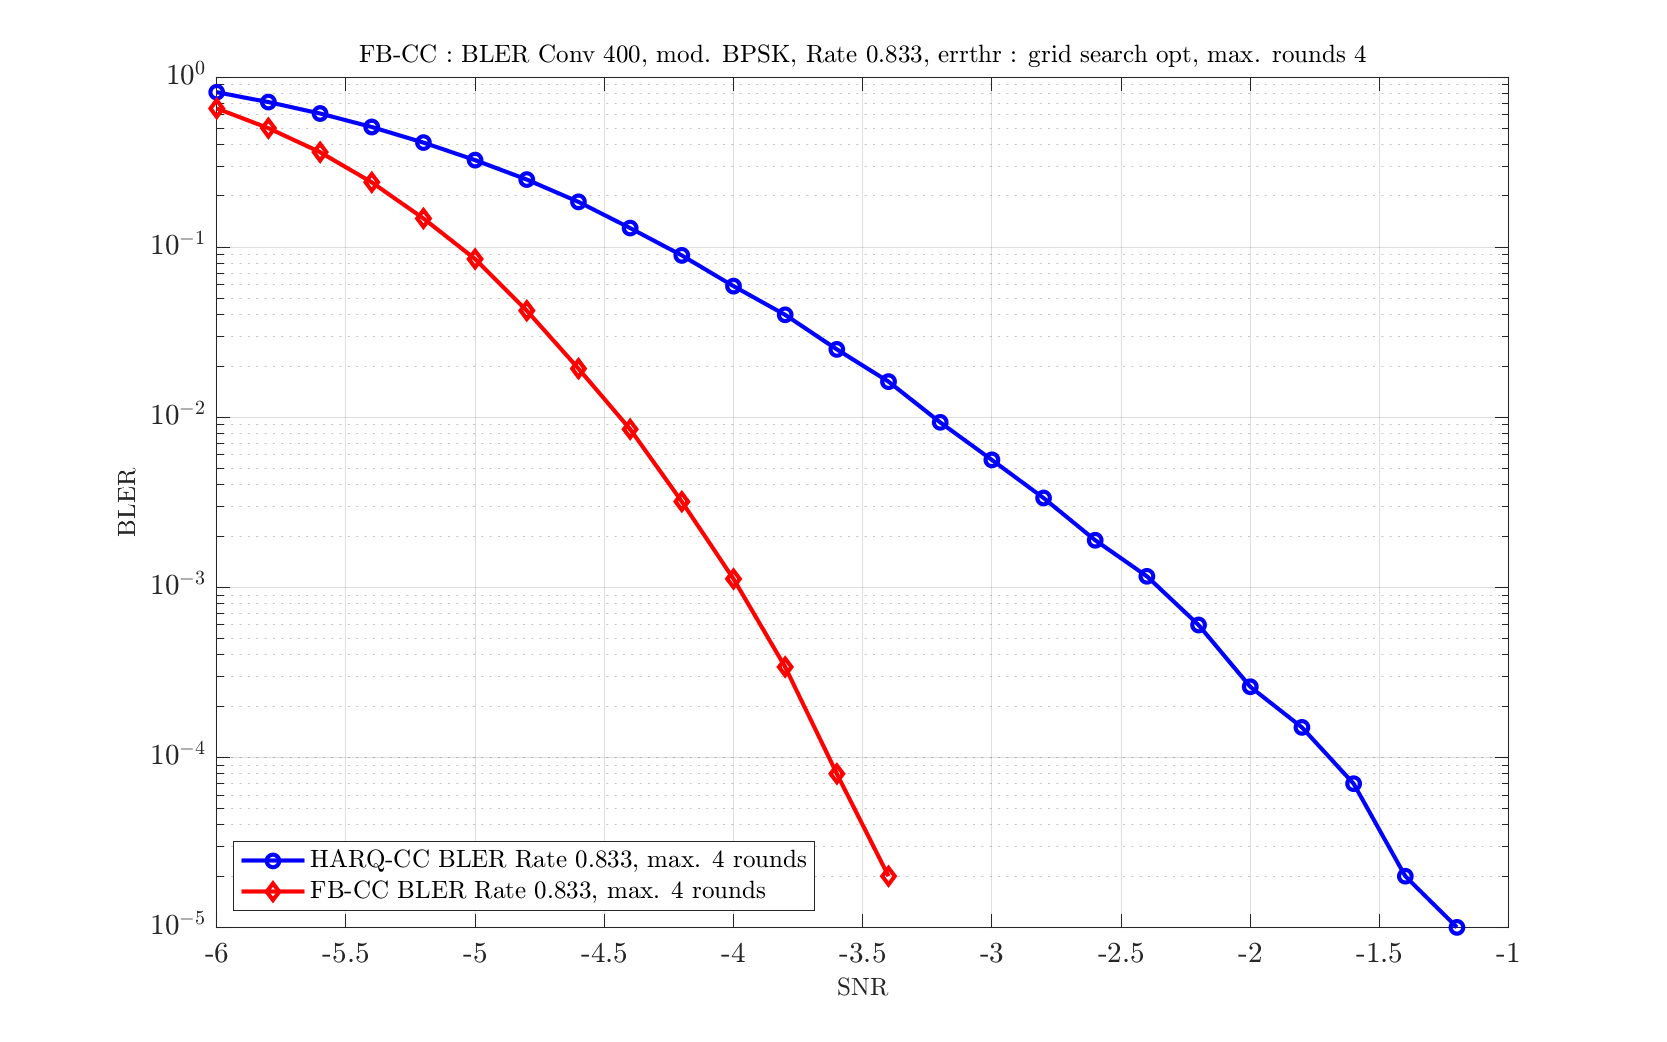 FB-CC : BLER Conv 400, mod. BPSK, Rate 0.833, errthr : grid search opt, max. rounds 4
10^0
10^-1
10^-2
10^-3
10^-4
10^-5
BLER
HARQ-CC BLER Rate 0.833, max. 4 rounds
FB-CC BLER Rate 0.833, max. 4 rounds
-6 -5.5 -5 -4.5 -4 -3.5 -3 -2.5 -2 -1.5 -1
SNR